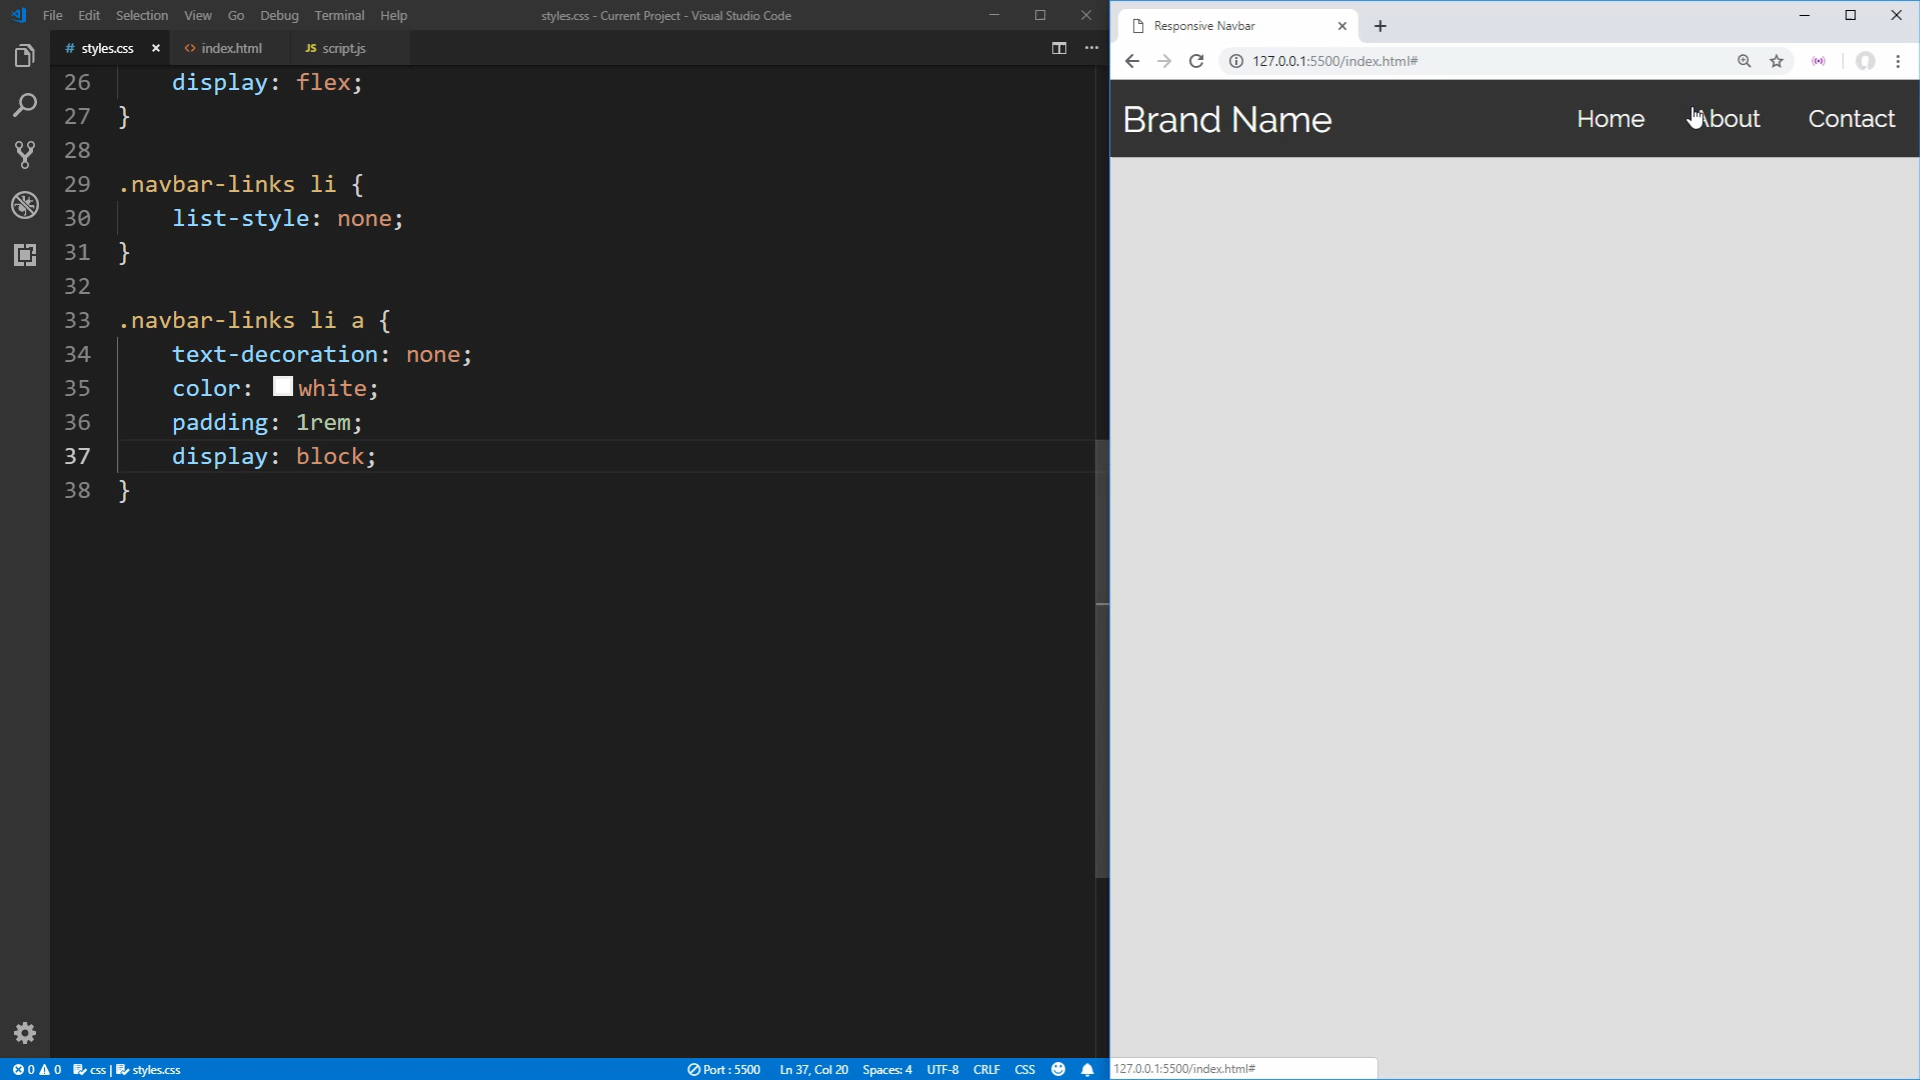 File Edit Selection View Go Debug Terminal Help
styles.css - Current Project - Visual Studio Code
# styles.css
<> index.html
JS script.js
26 display: flex;
27 }
28
29 .navbar-links li {
30 list-style: none;
31 }
32
33 .navbar-links li a {
34 text-decoration: none;
35 color: white;
36 padding: 1rem;
37 display: block;
38 }
0 0 css | styles.css Port : 5500 Ln 37, Col 20 Spaces: 4 UTF-8 CRLF CSS
Responsive Navbar
127.0.0.1:5500/index.html#
Brand Name
Home About Contact
127.0.0.1:5500/index.html#